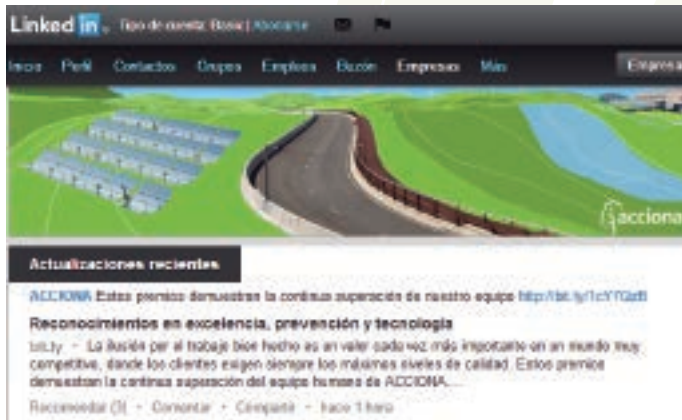 Linked in. Tipo de cuenta: Basic | Abonarse
Inicio Perfil Contactos Grupos Empleos Buzón Empresas Más Empresa
acciona
Actualizaciones recientes
ACCIONA Estos premios demuestran la continua superación de nuestro equipo
Reconocimientos en excelencia, prevención y tecnología
bit.ly - La ilusión por el trabajo bien hecho es un valor cada vez más importante en un mundo muy
competitivo, donde los clientes exigen siempre los máximos niveles de calidad. Estos premios
demuestran la continua superación del equipo humano de ACCIONA....
Recomendar (3) - Comentar - Compartir - hace 1 hora